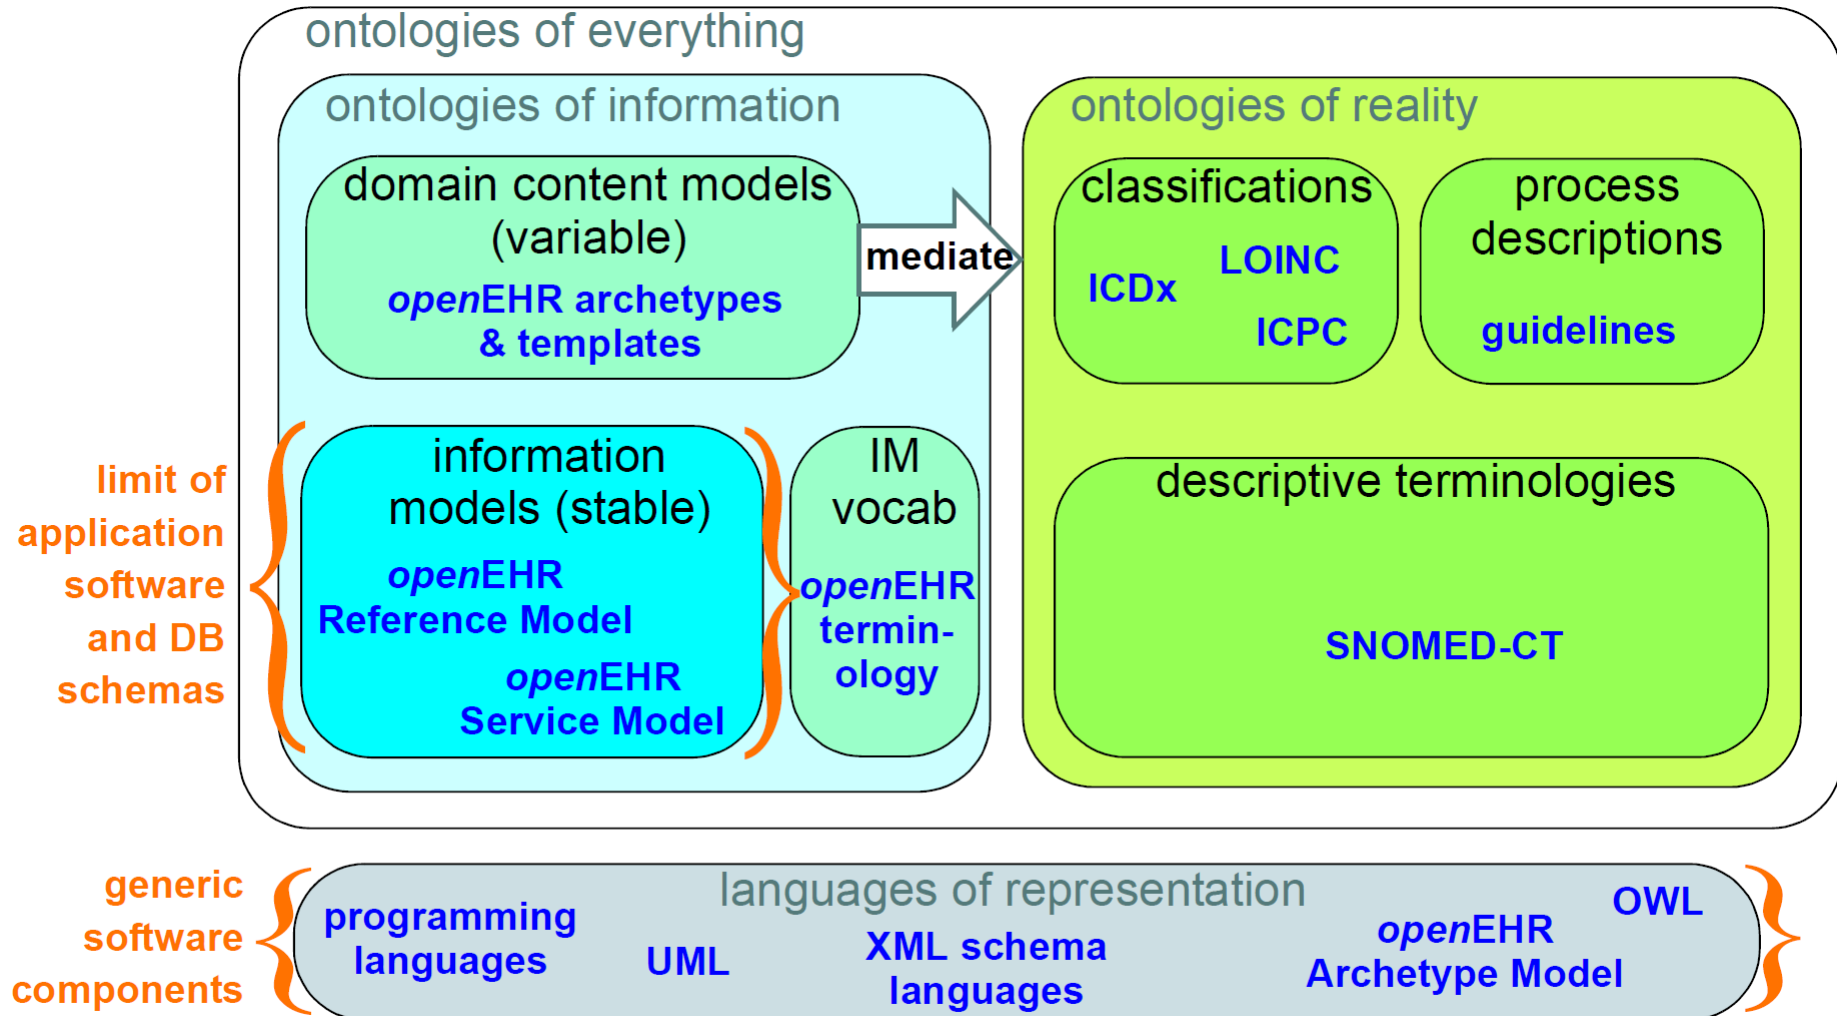 ontologies of everything
ontologies of information
domain content models
(variable)
openEHR archetypes
& templates
mediate
ontologies of reality
classifications
ICDx
LOINC
ICPC
process
descriptions
guidelines
limit of
application
software
and DB
schemas
information
models (stable)
openEHR
Reference Model
openEHR
Service Model
IM
vocab
openEHR
termin-
ology
descriptive terminologies
SNOMED-CT
generic
software
components
languages of representation
programming
languages
UML
XML schema
languages
openEHR
Archetype Model
OWL